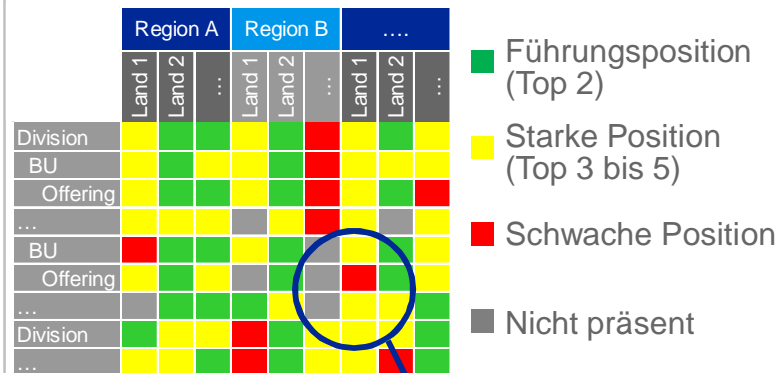 Region A Region B ....
Land 1 Land 2 ... Land 1 Land 2 ... Land 1 Land 2 ...
Division
BU
Offering
...
BU
Offering
...
Division
...
Führungsposition
(Top 2)
Starke Position
(Top 3 bis 5)
Schwache Position
Nicht präsent